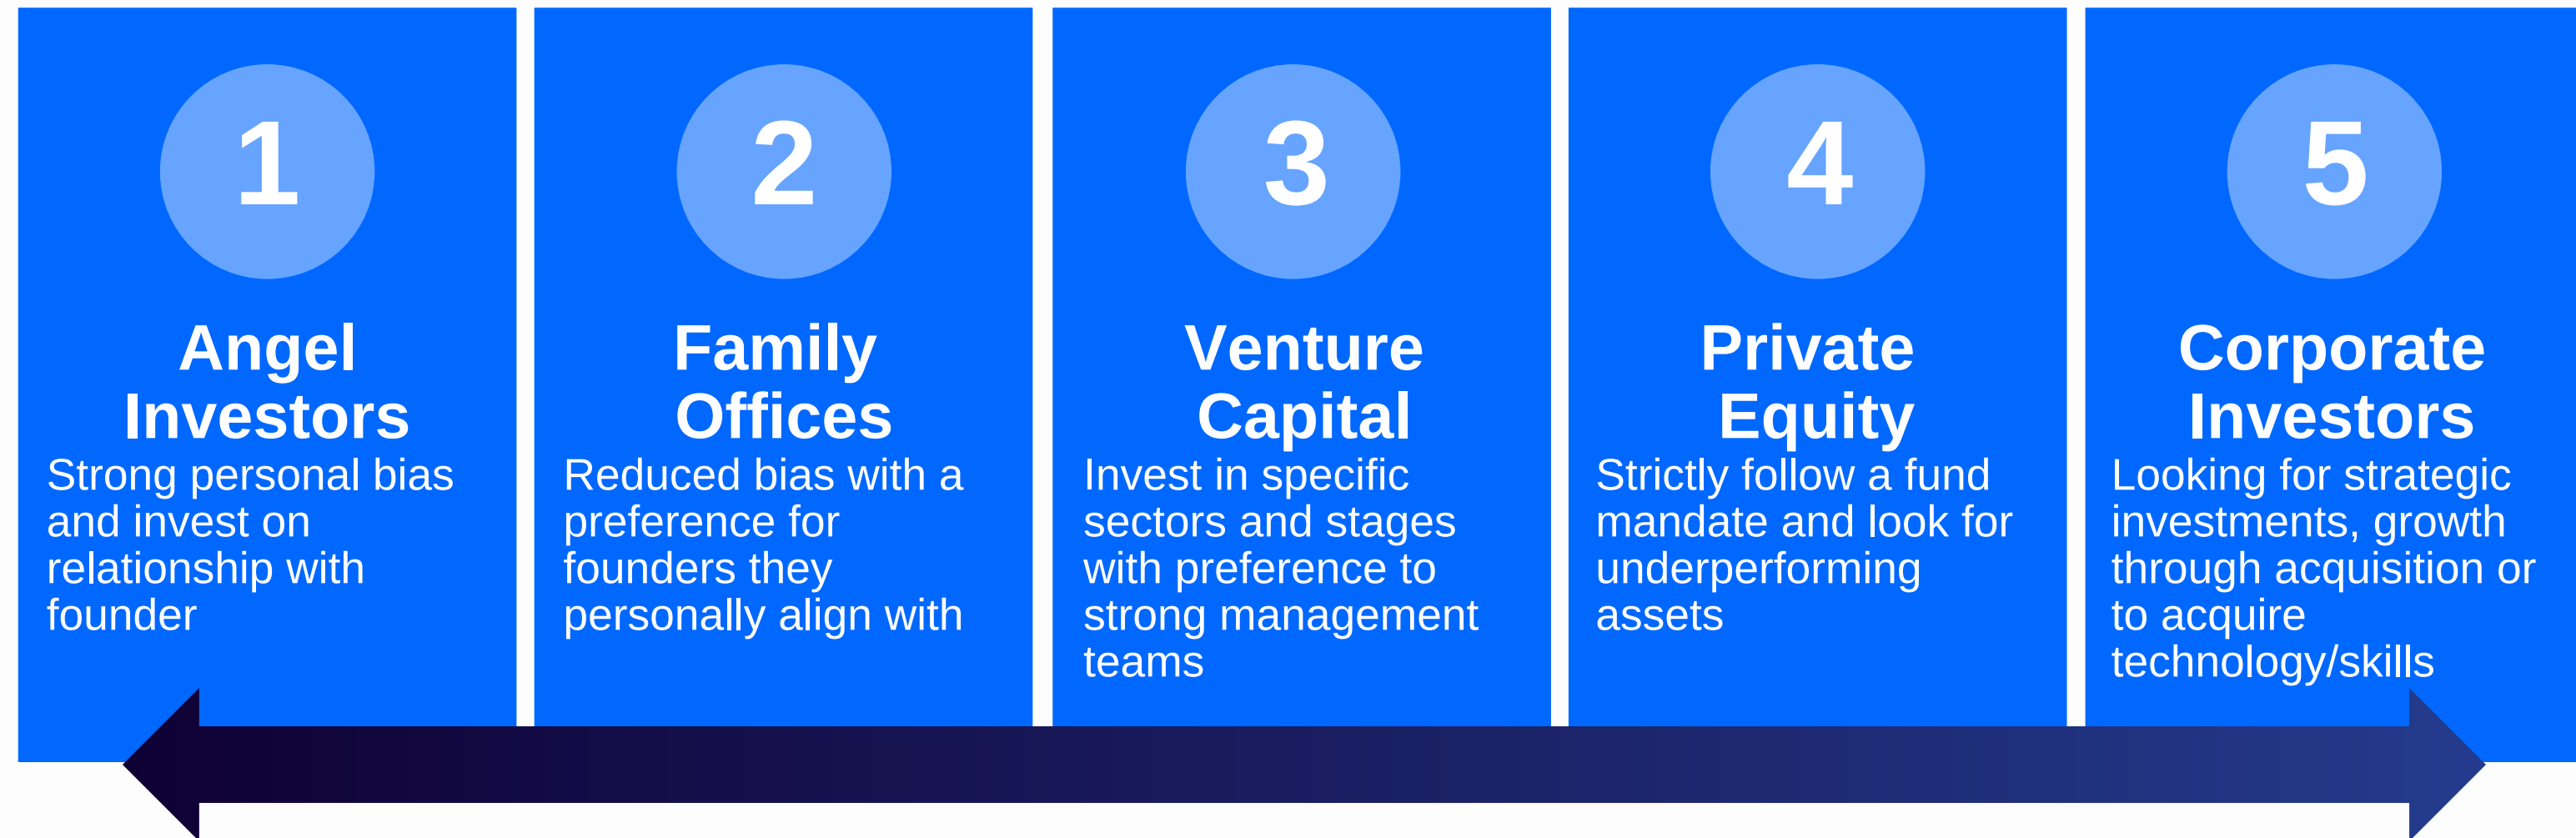 1
Angel
Investors
Strong personal bias
and invest on
relationship with
founder
2
Family
Offices
Reduced bias with a
preference for
founders they
personally align with
3
Venture
Capital
Invest in specific
sectors and stages
with preference to
strong management
teams
4
Private
Equity
Strictly follow a fund
mandate and look for
underperforming
assets
5
Corporate
Investors
Looking for strategic
investments, growth
through acquisition or
to acquire
technology/skills